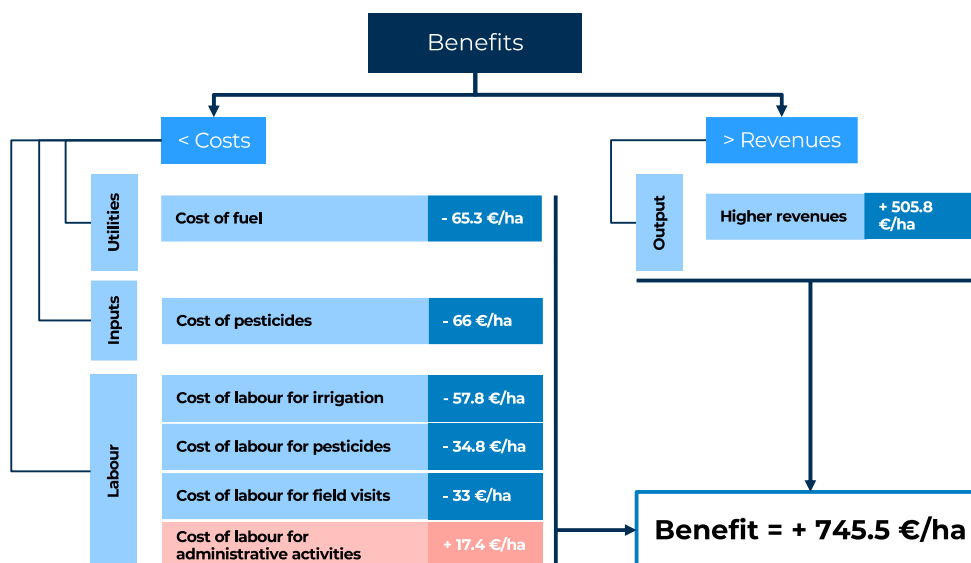 Benefits
< Costs
> Revenues
Utilities
Cost of fuel
- 65.3 €/ha
Output
Higher revenues
+ 505.8
€/ha
Inputs
Cost of pesticides
- 66 €/ha
Labour
Cost of labour for irrigation
- 57.8 €/ha
Cost of labour for pesticides
- 34.8 €/ha
Cost of labour for field visits
- 33 €/ha
Cost of labour for
administrative activities
+ 17.4 €/ha
Benefit = + 745.5 €/ha